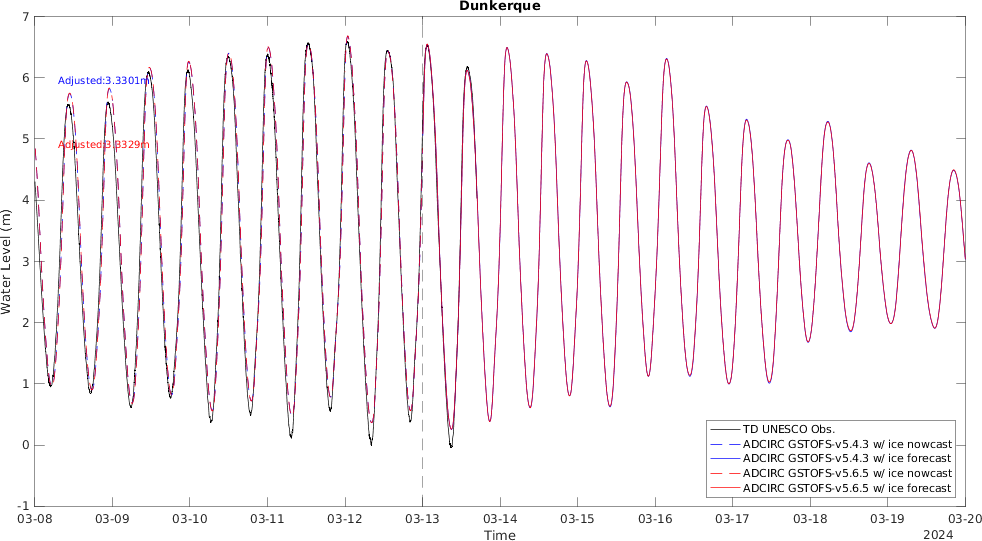 Dunkerque
7
6
5
4
3
2
1
0
-1
Water Level (m)
Adjusted:3.3301m
Adjusted:3.3329m
TD UNESCO Obs.
ADCIRC GSTOFS-v5.4.3 w/ ice nowcast
ADCIRC GSTOFS-v5.4.3 w/ ice forecast
ADCIRC GSTOFS-v5.6.5 w/ ice nowcast
ADCIRC GSTOFS-v5.6.5 w/ ice forecast
03-08 03-09 03-10 03-11 03-12 03-13 03-14 03-15 03-16 03-17 03-18 03-19 03-20
Time
2024